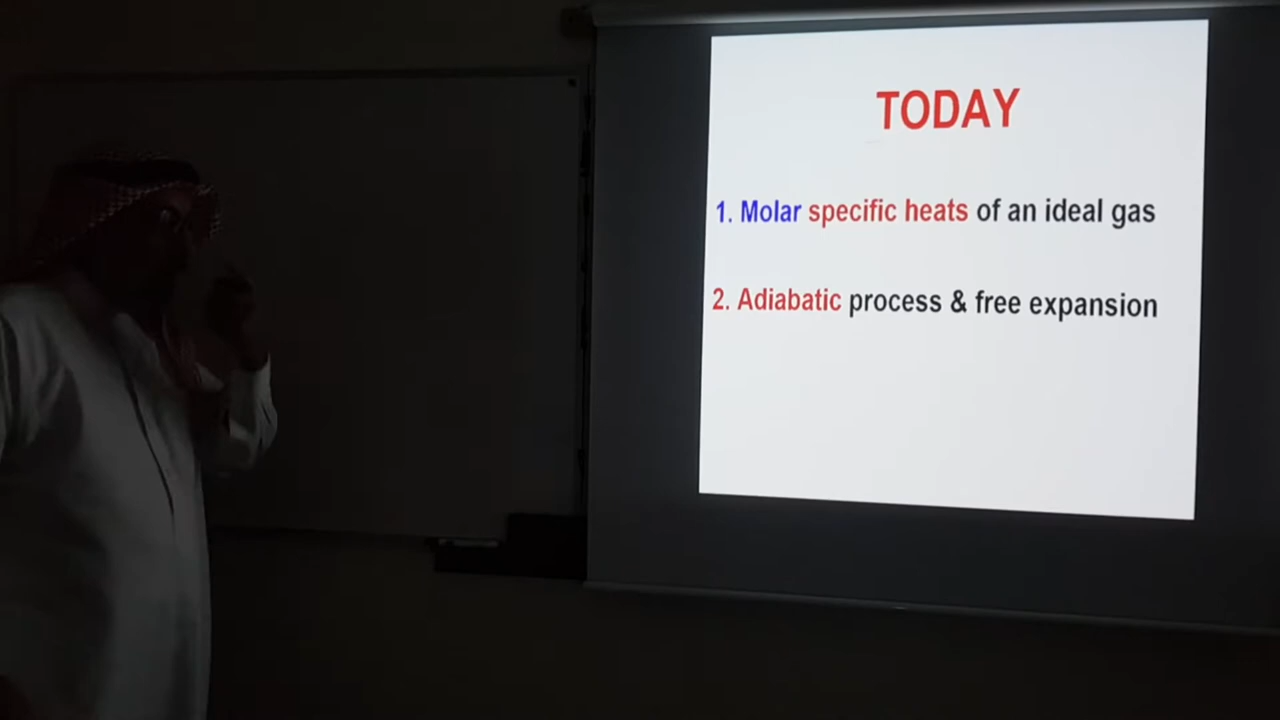 TODAY
1. Molar specific heats of an ideal gas
2. Adiabatic process & free expansion